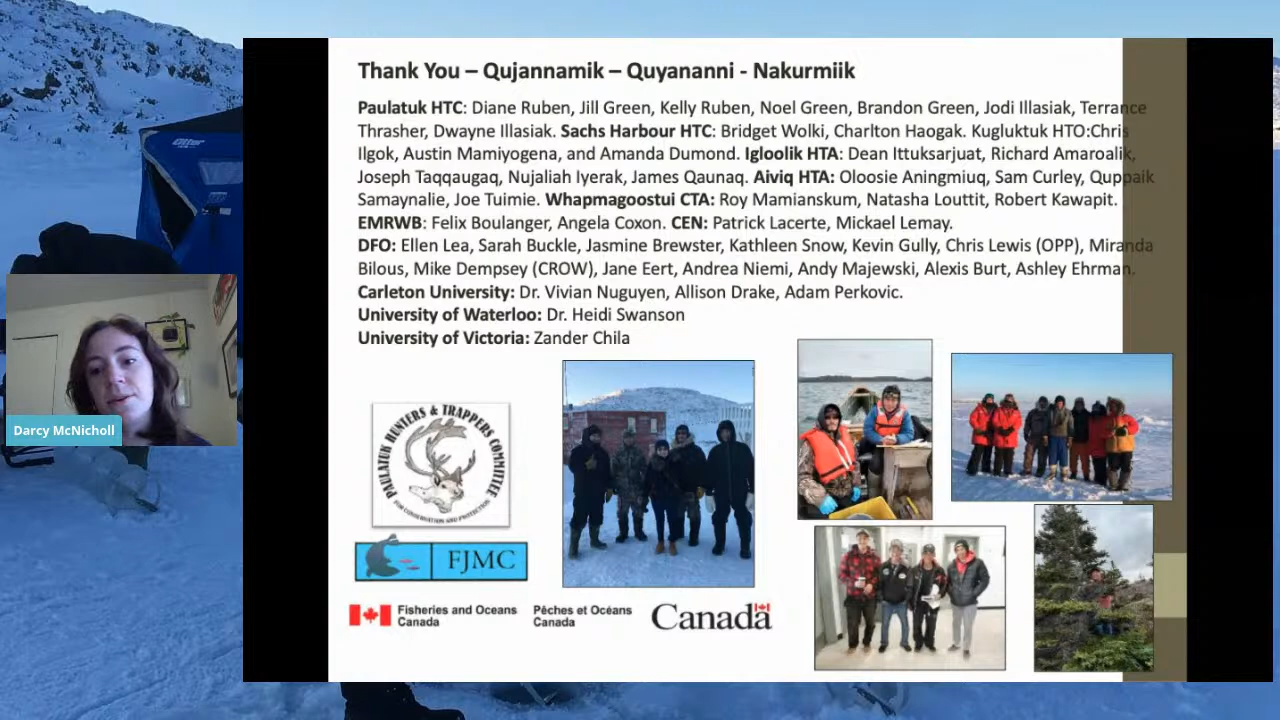 Thank You – Qujannamik – Quyananni - Nakurmiik
Paulatuk HTC: Diane Ruben, Jill Green, Kelly Ruben, Noel Green, Brandon Green, Jodi Illasiak, Terrance
Thrasher, Dwayne Illasiak. Sachs Harbour HTC: Bridget Wolki, Charlton Haogak. Kugluktuk HTO:Chris
Ilgok, Austin Mamiyogena, and Amanda Dumond. Igloolik HTA: Dean Ittuksarjuat, Richard Amaroalik,
Joseph Taqqaugaq, Nujaliah Iyerak, James Qaunaq. Aiviq HTA: Oloosie Aningmiuq, Sam Curley, Quppaik
Samaynalie, Joe Tuimie. Whapmagoostui CTA: Roy Mamianskum, Natasha Louttit, Robert Kawapit.
EMRWB: Felix Boulanger, Angela Coxon. CEN: Patrick Lacerte, Mickael Lemay.
DFO: Ellen Lea, Sarah Buckle, Jasmine Brewster, Kathleen Snow, Kevin Gully, Chris Lewis (OPP), Miranda
Bilous, Mike Dempsey (CROW), Jane Eert, Andrea Niemi, Andy Majewski, Alexis Burt, Ashley Ehrman.
Carleton University: Dr. Vivian Nuguyen, Allison Drake, Adam Perkovic.
University of Waterloo: Dr. Heidi Swanson
University of Victoria: Zander Chila
PAULATUK HUNTERS & TRAPPERS COMMITTEE
FOR CONSERVATION AND PROTECTION
FJMC
Fisheries and Oceans
Canada
Pêches et Océans
Canada
Canada
Darcy McNicholl
Otter